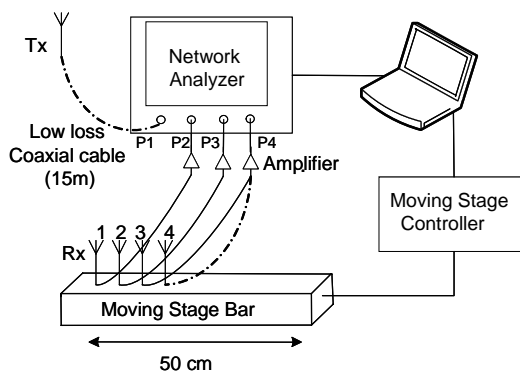 Tx
Network
Analyzer
Low loss
Coaxial cable
(15m)
P1 P2 P3 P4
Amplifier
Moving Stage
Controller
Rx
1 2 3 4
Moving Stage Bar
50 cm